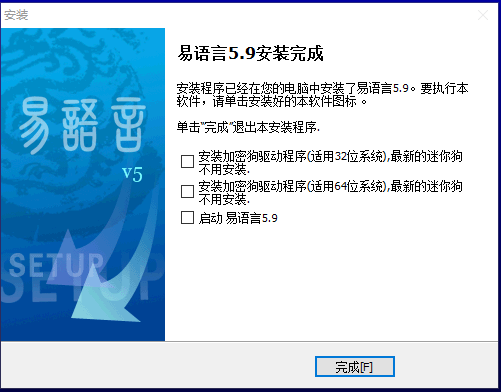 安装
易语言5.9安装完成
安装程序已经在您的电脑中安装了易语言5.9。要执行本
软件，请单击安装好的本软件图标 。
单击"完成"退出本安装程序.
安装加密狗驱动程序(适用32位系统),最新的迷你狗
不用安装.
安装加密狗驱动程序(适用64位系统),最新的迷你狗
不用安装.
启动 易语言5.9
易語言
v5
SETUP
SETUP
完成[F]